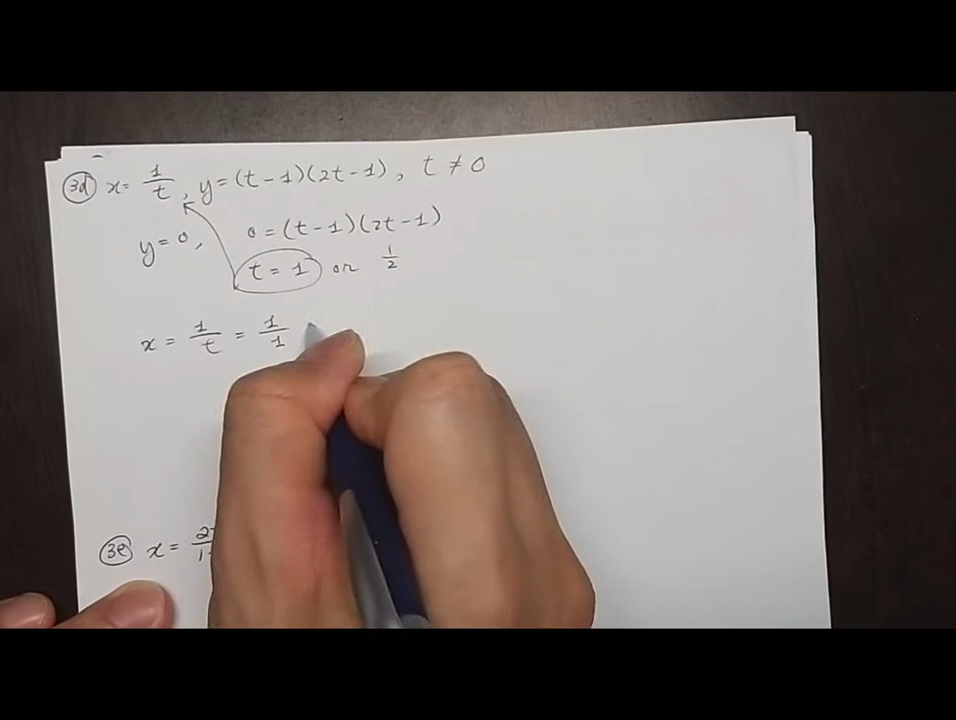 3d x = 1/t, y = (t - 1)(2t - 1), t ≠ 0
y = 0, 0 = (t - 1)(2t - 1)
t = 1 or 1/2
x = 1/t = 1/1
3e x =